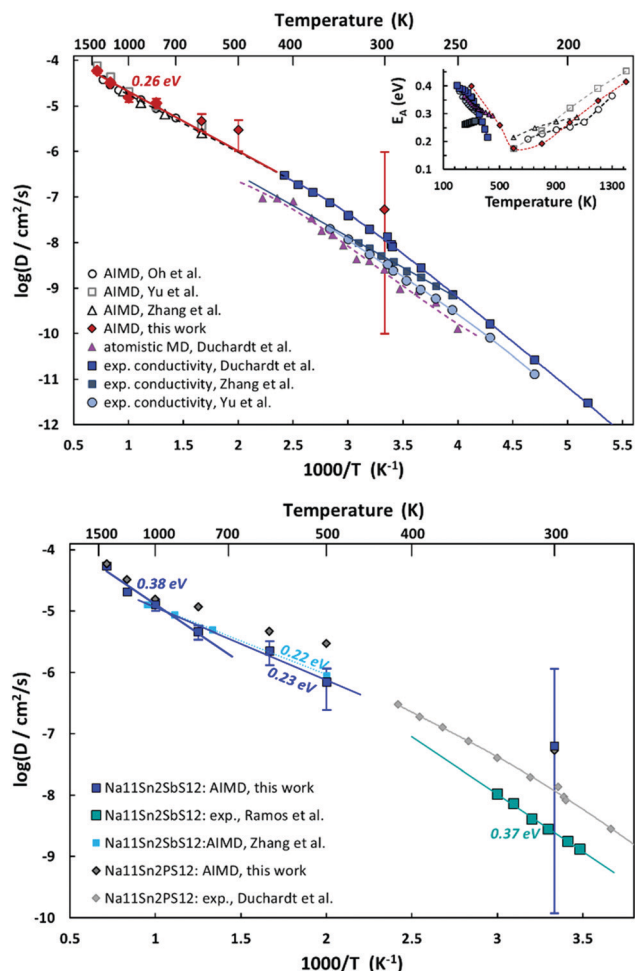 Temperature (K)
1500 1000 700 500 400 300 250 200
-4
-5
-6
-7
-8
-9
-10
-11
-12
log(D / cm²/s)
0.26 eV
0.5
0.4
0.3
0.2
0.1
E_A (eV)
200 600 1000 1400
Temperature (K)
AIMD, Oh et al.
AIMD, Yu et al.
AIMD, Zhang et al.
AIMD, this work
atomistic MD, Duchardt et al.
exp. conductivity, Duchardt et al.
exp. conductivity, Zhang et al.
exp. conductivity, Yu et al.
0.5 1 1.5 2 2.5 3 3.5 4 4.5 5 5.5
1000/T (K⁻¹)
Temperature (K)
1500 1000 700 500 400 300
-4
-5
-6
-7
-8
-9
-10
log(D / cm²/s)
0.38 eV
0.22 eV
0.23 eV
0.37 eV
Na11Sn2SbS12: AIMD, this work
Na11Sn2SbS12: exp., Ramos et al.
Na11Sn2SbS12:AIMD, Zhang et al.
Na11Sn2PS12: AIMD, this work
Na11Sn2PS12: exp., Duchardt et al.
0.5 1 1.5 2 2.5 3 3.5
1000/T (K⁻¹)